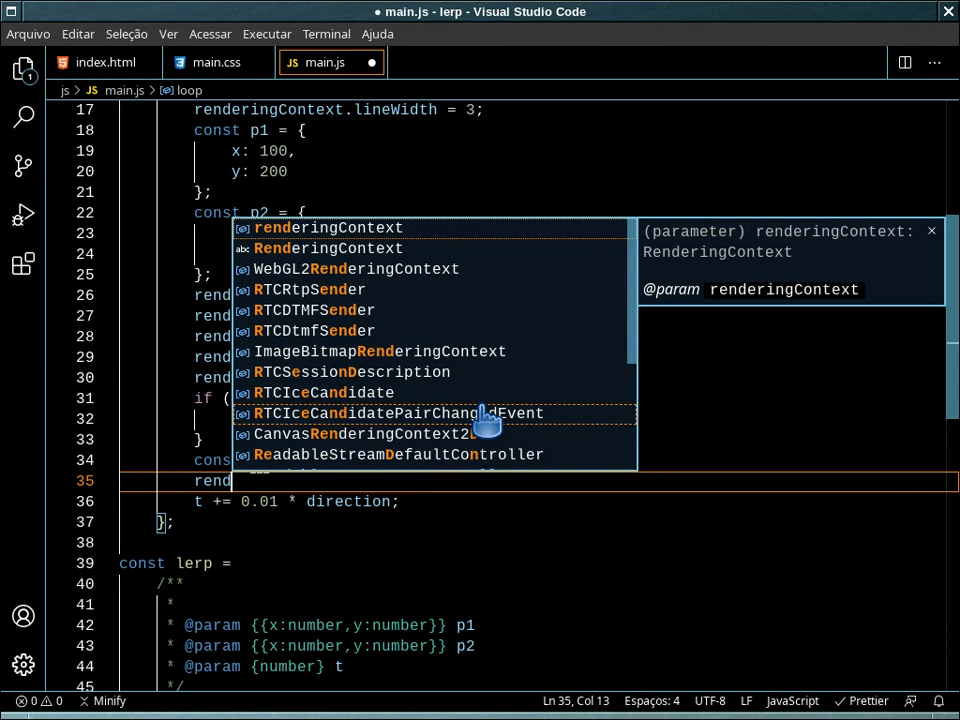 ● main.js - lerp - Visual Studio Code
Arquivo Editar Seleção Ver Acessar Executar Terminal Ajuda
index.html main.css JS main.js ●
js > JS main.js > loop
17 renderingContext.lineWidth = 3;
18 const p1 = {
19 x: 100,
20 y: 200
21 };
22 const p2 = {
23
24
25 };
26 rend
27 rend
28 rend
29 rend
30 rend
31 if (
32
33 }
34 cons
35 rend
36 t += 0.01 * direction;
37 };
38
39 const lerp =
40 /**
41 *
42 * @param {{x:number,y:number}} p1
43 * @param {{x:number,y:number}} p2
44 * @param {number} t
45 */
renderingContext
abc RenderingContext
WebGL2RenderingContext
RTCRtpSender
RTCDTMFSender
RTCDtmfSender
ImageBitmapRenderingContext
RTCSessionDescription
RTCIceCandidate
RTCIceCandidatePairChangedEvent
CanvasRenderingContext2D
ReadableStreamDefaultController
(parameter) renderingContext: ×
RenderingContext
@param renderingContext
1
0 0 Minify Ln 35, Col 13 Espaços: 4 UTF-8 LF JavaScript Prettier